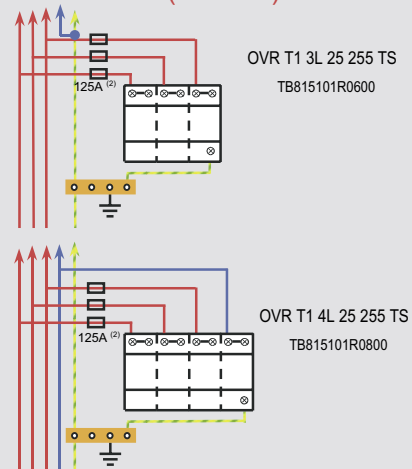 OVR T1 3L 25 255 TS
TB815101R0600
125A (2)
OVR T1 4L 25 255 TS
TB815101R0800
125A (2)